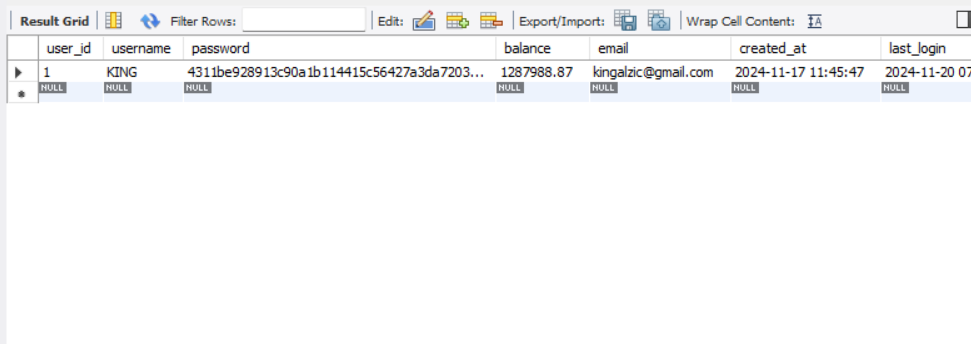 Result Grid Filter Rows: Edit: Export/Import: Wrap Cell Content: IA
user_id username password balance email created_at last_login
1 KING 4311be928913c90a1b114415c56427a3da7203... 1287988.87 kingalzic@gmail.com 2024-11-17 11:45:47 2024-11-20 07
NULL NULL NULL NULL NULL NULL NULL